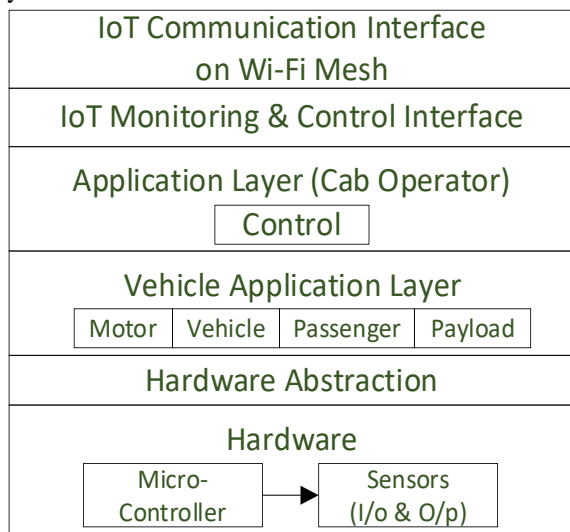 IoT Communication Interface
on Wi-Fi Mesh
IoT Monitoring & Control Interface
Application Layer (Cab Operator)
Control
Vehicle Application Layer
Motor Vehicle Passenger Payload
Hardware Abstraction
Hardware
Micro-
Controller
Sensors
(I/o & O/p)